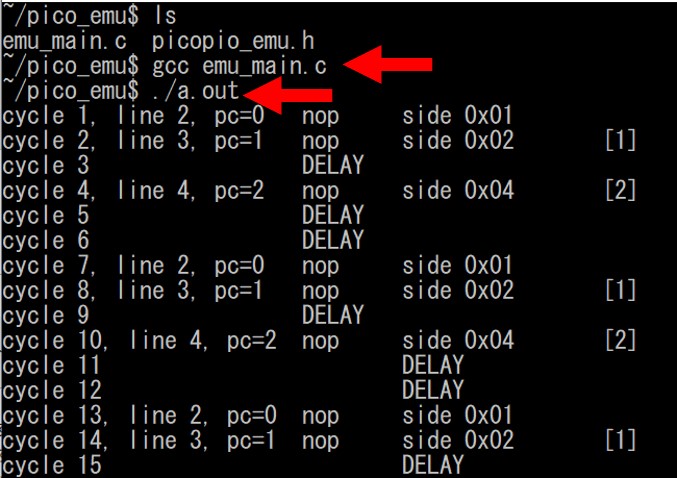 ~/pico_emu$ ls
emu_main.c  picopio_emu.h
~/pico_emu$ gcc emu_main.c
~/pico_emu$ ./a.out
cycle 1, line 2, pc=0   nop     side 0x01
cycle 2, line 3, pc=1   nop     side 0x02       [1]
cycle 3                 DELAY
cycle 4, line 4, pc=2   nop     side 0x04       [2]
cycle 5                 DELAY
cycle 6                 DELAY
cycle 7, line 2, pc=0   nop     side 0x01
cycle 8, line 3, pc=1   nop     side 0x02       [1]
cycle 9                 DELAY
cycle 10, line 4, pc=2  nop     side 0x04       [2]
cycle 11                        DELAY
cycle 12                        DELAY
cycle 13, line 2, pc=0  nop     side 0x01
cycle 14, line 3, pc=1  nop     side 0x02       [1]
cycle 15                        DELAY